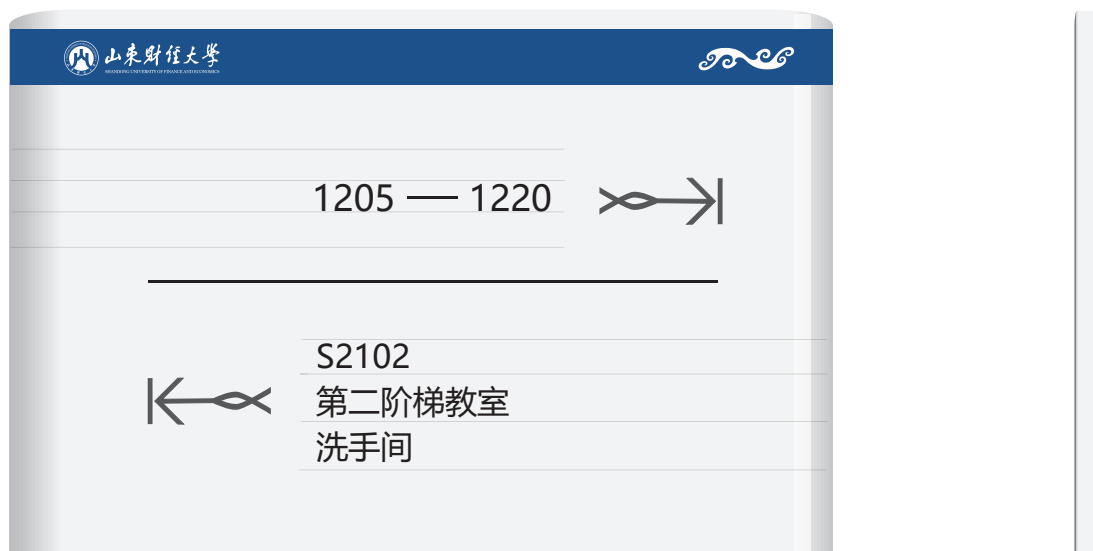 山东财经大学
SHANDONG UNIVERSITY OF FINANCE AND ECONOMICS
1205 — 1220
S2102
第二阶梯教室
洗手间